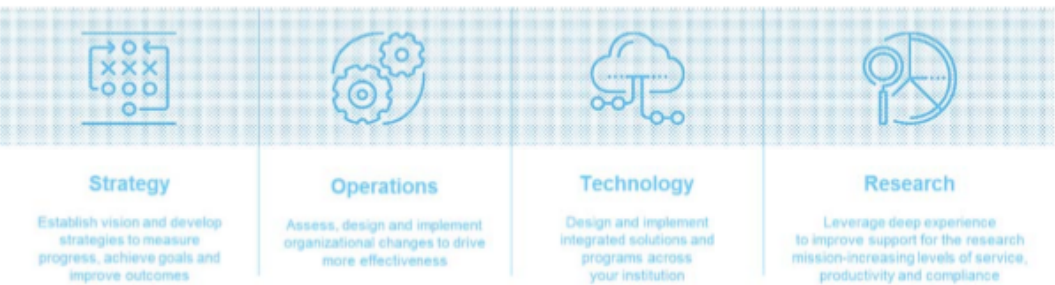 Strategy
Establish vision and develop
strategies to measure
progress, achieve goals and
improve outcomes
Operations
Assess, design and implement
organizational changes to drive
more effectiveness
Technology
Design and implement
integrated solutions and
programs across
your institution
Research
Leverage deep experience
to improve support for the research
mission-increasing levels of service,
productivity and compliance